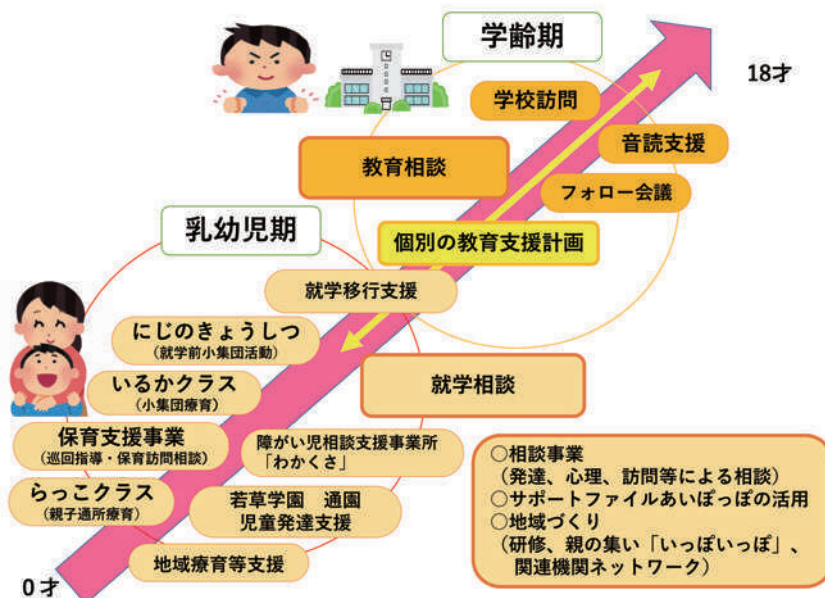 学齢期
18才
学校訪問
音読支援
教育相談
フォロー会議
乳幼児期
個別の教育支援計画
就学移行支援
にじのきょうしつ
（就学前小集団活動）
いるかクラス
（小集団療育）
就学相談
保育支援事業
（巡回指導・保育訪問相談）
障がい児相談支援事業所
「わかくさ」
らっこクラス
（親子通所療育）
若草学園　通園
児童発達支援
地域療育等支援
0才
○相談事業
（発達、心理、訪問等による相談）
○サポートファイルあいぽっぽの活用
○地域づくり
（研修、親の集い「いっぽいっぽ」、
関連機関ネットワーク）